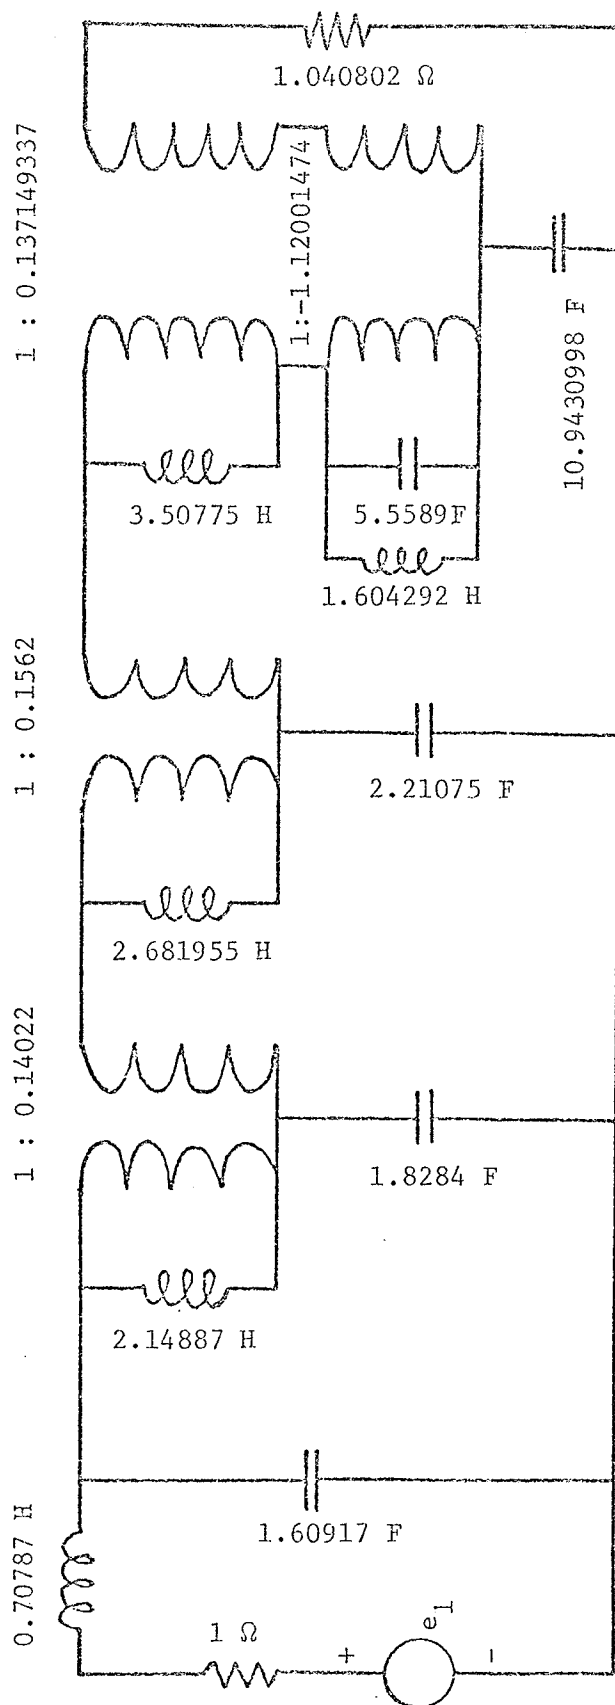 1.040802 Ω
1 : 0.137149337
1:-1.12001474
3.50775 H
5.5589F
1.604292 H
10.9430998 F
1 : 0.1562
2.21075 F
2.681955 H
1 : 0.14022
1.8284 F
2.14887 H
1.60917 F
0.70787 H
1 Ω
+
e1
-